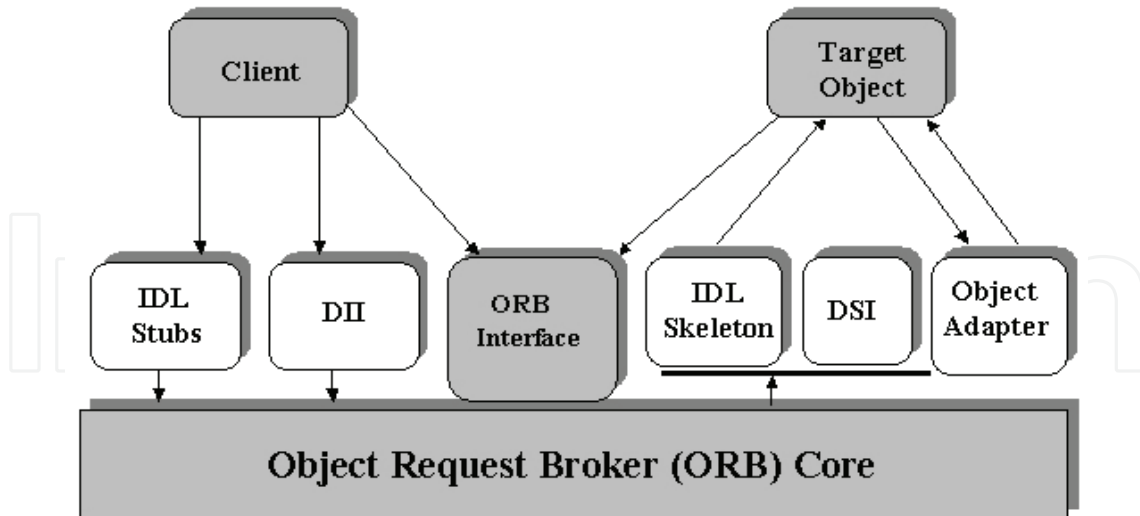 Client
Target
Object
IDL
Stubs
DII
ORB
Interface
IDL
Skeleton
DSI
Object
Adapter
Object Request Broker (ORB) Core